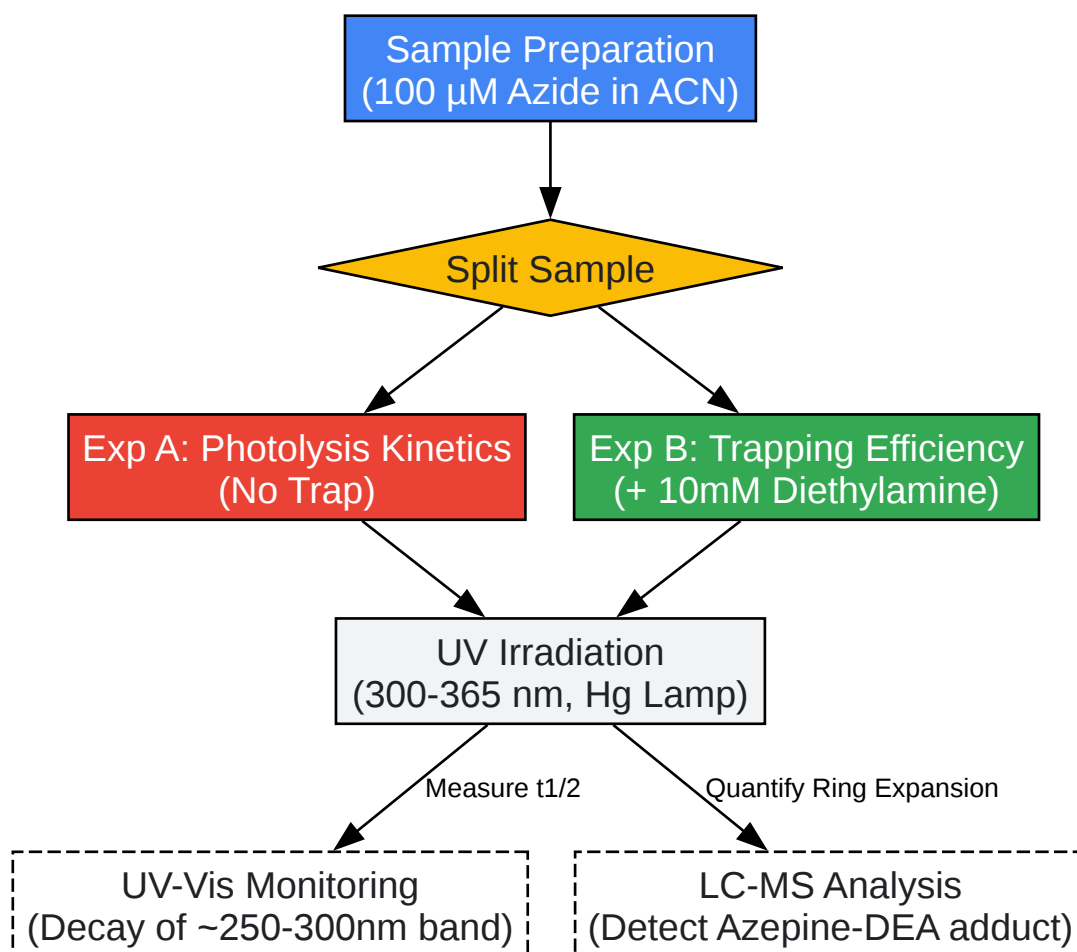 Sample Preparation
(100 µM Azide in ACN)
Split Sample
Exp A: Photolysis Kinetics
(No Trap)
Exp B: Trapping Efficiency
(+ 10mM Diethylamine)
UV Irradiation
(300-365 nm, Hg Lamp)
Measure t1/2
Quantify Ring Expansion
UV-Vis Monitoring
(Decay of ~250-300nm band)
LC-MS Analysis
(Detect Azepine-DEA adduct)